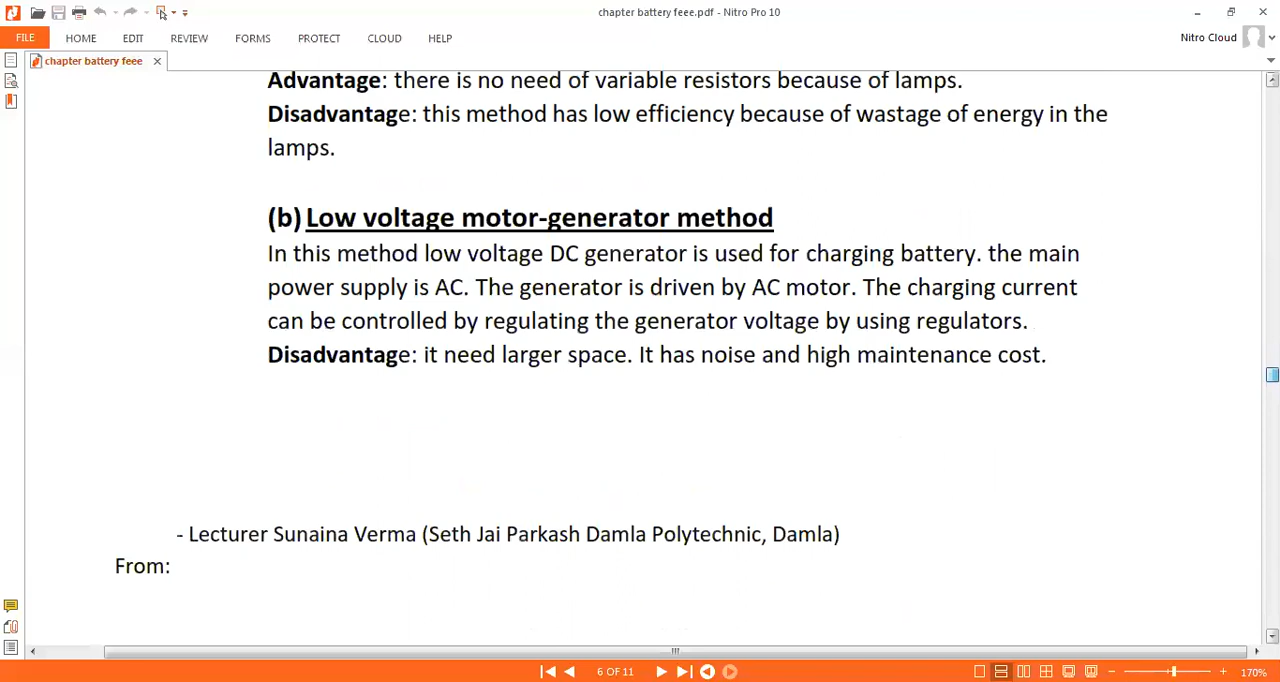 chapter battery feee.pdf - Nitro Pro 10
FILE HOME EDIT REVIEW FORMS PROTECT CLOUD HELP Nitro Cloud
chapter battery feee
Advantage: there is no need of variable resistors because of lamps.
Disadvantage: this method has low efficiency because of wastage of energy in the
lamps.
(b) Low voltage motor-generator method
In this method low voltage DC generator is used for charging battery. the main
power supply is AC. The generator is driven by AC motor. The charging current
can be controlled by regulating the generator voltage by using regulators.
Disadvantage: it need larger space. It has noise and high maintenance cost.
- Lecturer Sunaina Verma (Seth Jai Parkash Damla Polytechnic, Damla)
From:
6 OF 11 170%